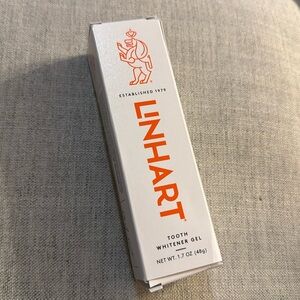 ESTABLISHED 1979
LINHART
TOOTH
WHITENER GEL
NET WT. 1.7 OZ (48g)